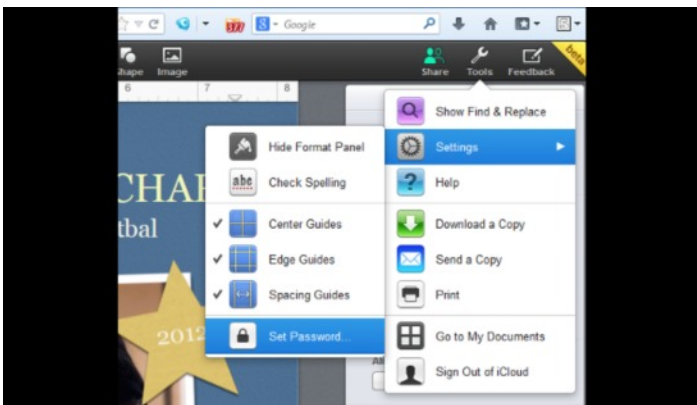 Google
beta
Shape Image Share Tools Feedback
6 7 8
Show Find & Replace
Settings
Help
Download a Copy
Send a Copy
Print
Go to My Documents
Sign Out of iCloud
Hide Format Panel
abc Check Spelling
Center Guides
Edge Guides
Spacing Guides
Set Password...
CHA
tbal
2012